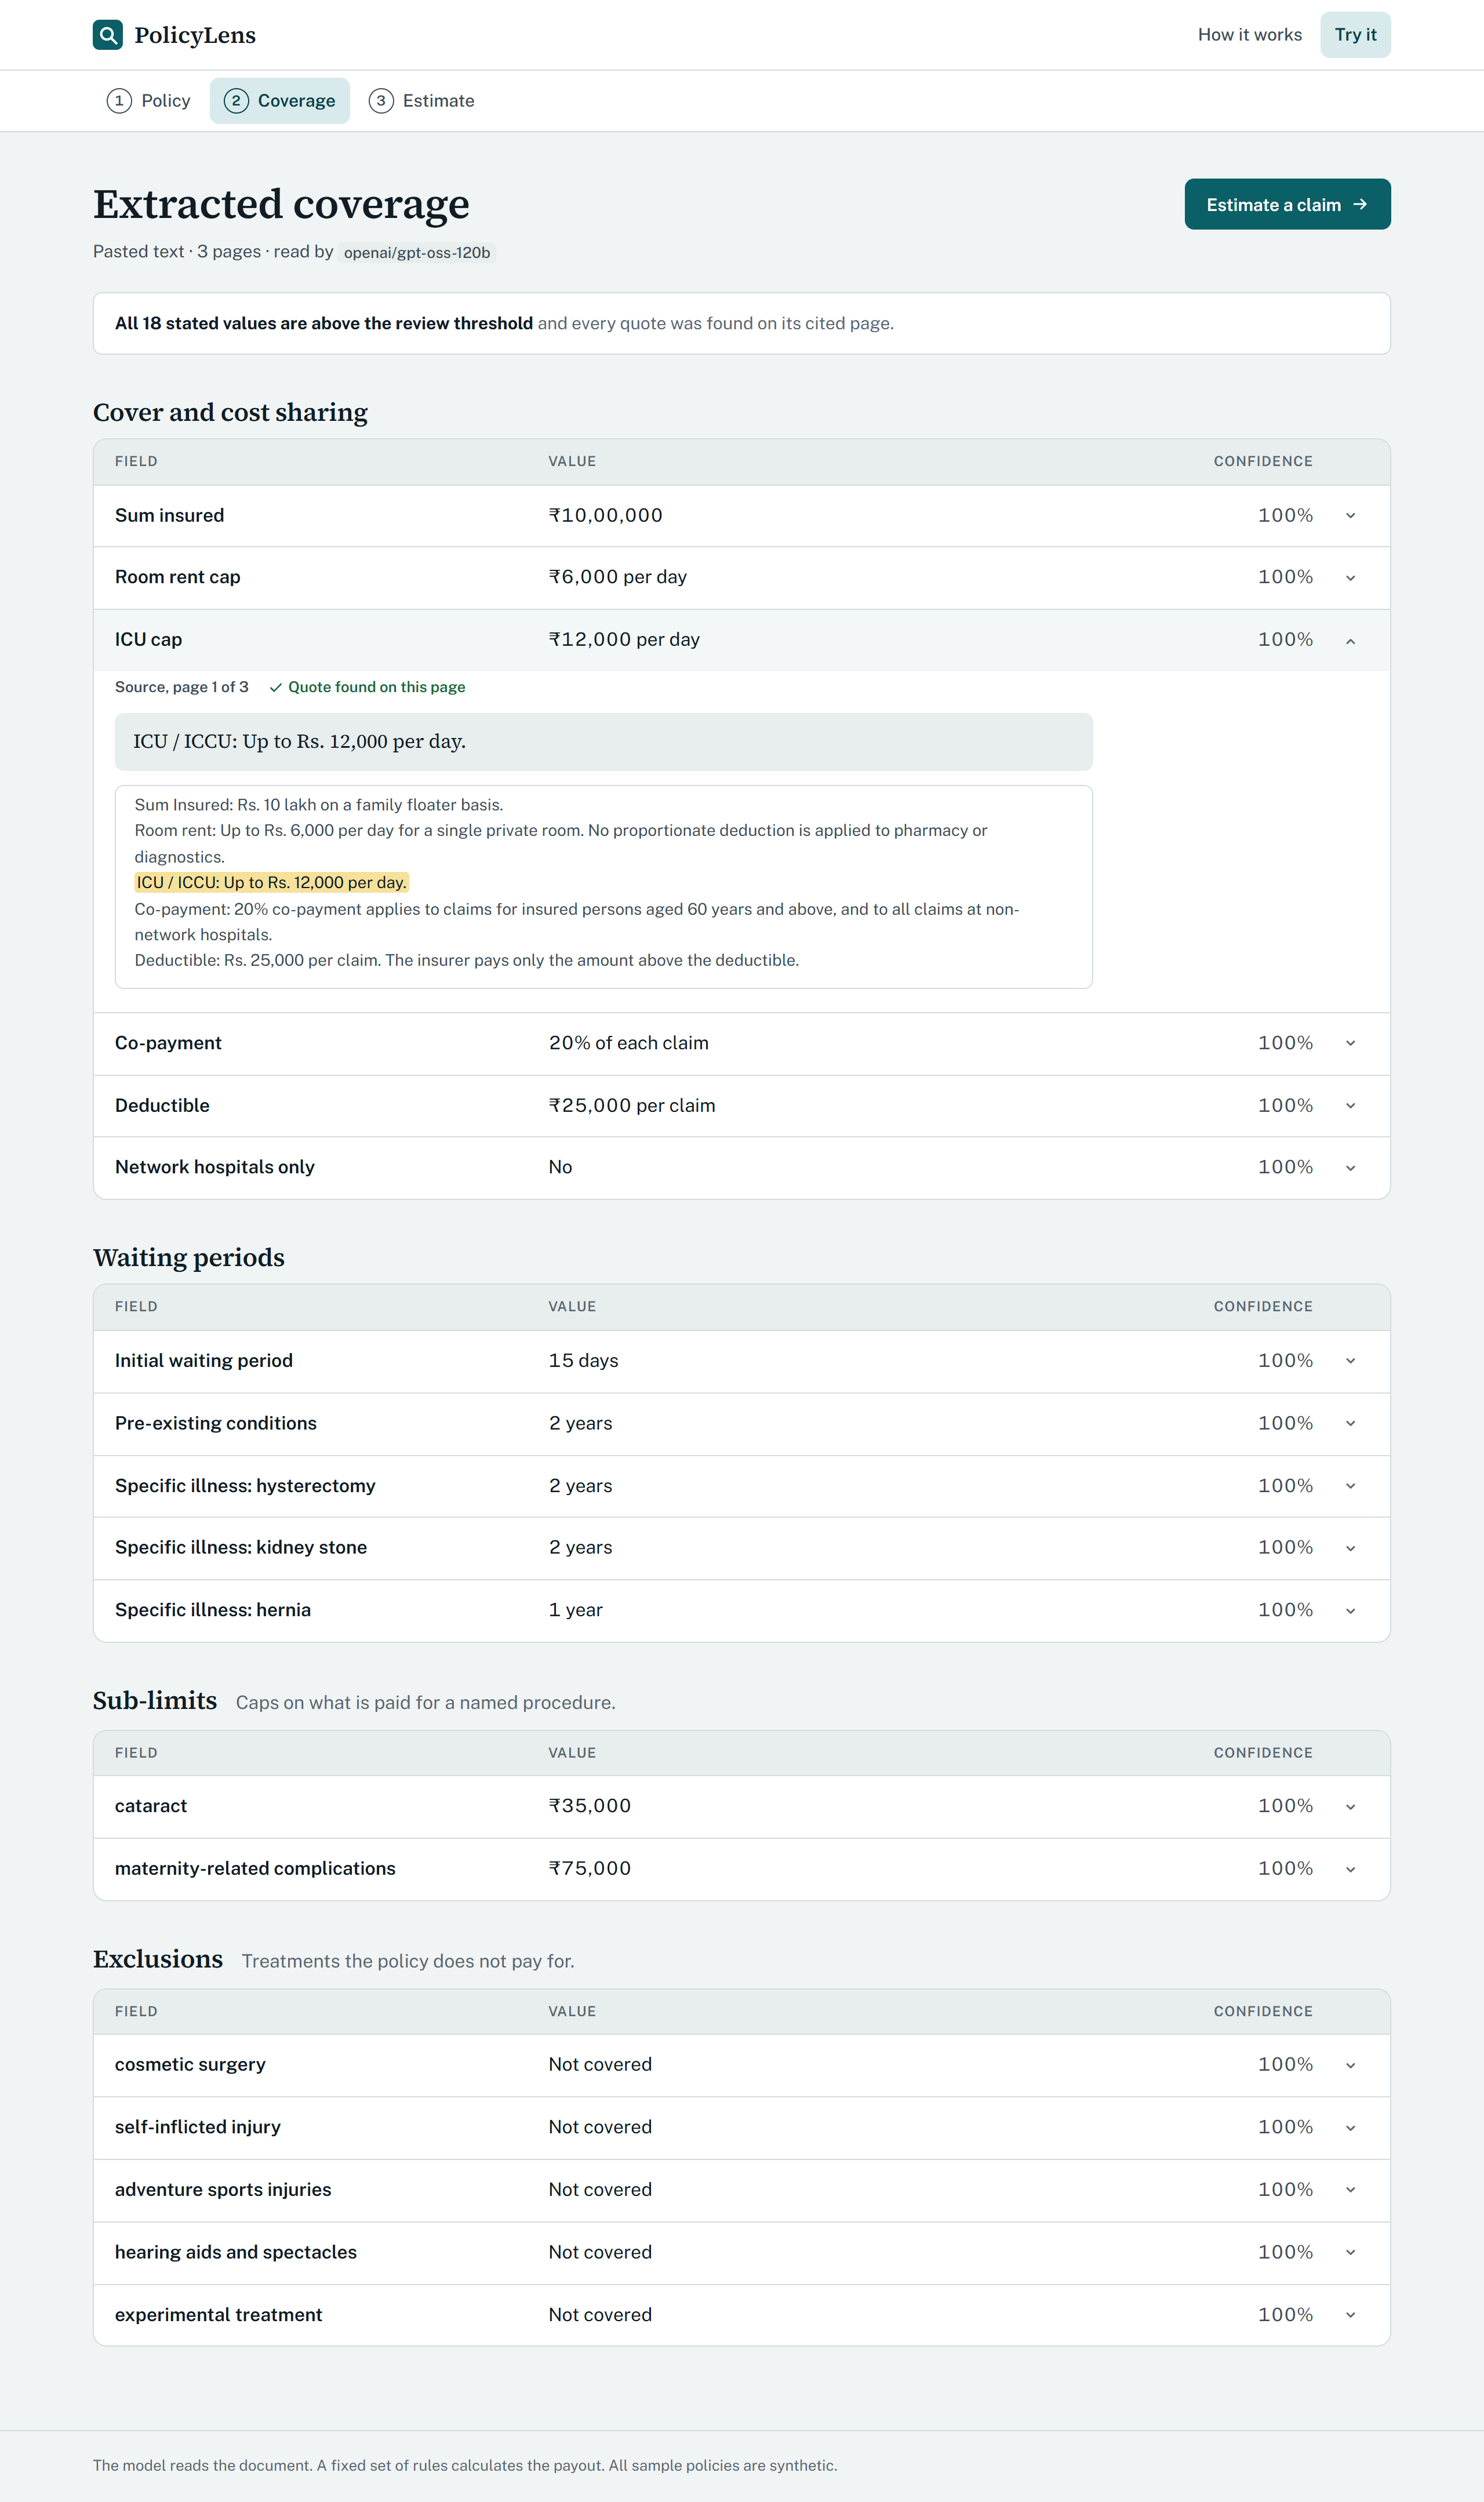 PolicyLens
How it works
Try it
1 Policy
2 Coverage
3 Estimate
Extracted coverage
Estimate a claim →
Pasted text · 3 pages · read by openai/gpt-oss-120b
All 18 stated values are above the review threshold and every quote was found on its cited page.
Cover and cost sharing
FIELD VALUE CONFIDENCE
Sum insured ₹10,00,000 100%
Room rent cap ₹6,000 per day 100%
ICU cap ₹12,000 per day 100%
Source, page 1 of 3 ✓ Quote found on this page
ICU / ICCU: Up to Rs. 12,000 per day.
Sum Insured: Rs. 10 lakh on a family floater basis.
Room rent: Up to Rs. 6,000 per day for a single private room. No proportionate deduction is applied to pharmacy or
diagnostics.
ICU / ICCU: Up to Rs. 12,000 per day.
Co-payment: 20% co-payment applies to claims for insured persons aged 60 years and above, and to all claims at non-
network hospitals.
Deductible: Rs. 25,000 per claim. The insurer pays only the amount above the deductible.
Co-payment 20% of each claim 100%
Deductible ₹25,000 per claim 100%
Network hospitals only No 100%
Waiting periods
FIELD VALUE CONFIDENCE
Initial waiting period 15 days 100%
Pre-existing conditions 2 years 100%
Specific illness: hysterectomy 2 years 100%
Specific illness: kidney stone 2 years 100%
Specific illness: hernia 1 year 100%
Sub-limits Caps on what is paid for a named procedure.
FIELD VALUE CONFIDENCE
cataract ₹35,000 100%
maternity-related complications ₹75,000 100%
Exclusions Treatments the policy does not pay for.
FIELD VALUE CONFIDENCE
cosmetic surgery Not covered 100%
self-inflicted injury Not covered 100%
adventure sports injuries Not covered 100%
hearing aids and spectacles Not covered 100%
experimental treatment Not covered 100%
The model reads the document. A fixed set of rules calculates the payout. All sample policies are synthetic.